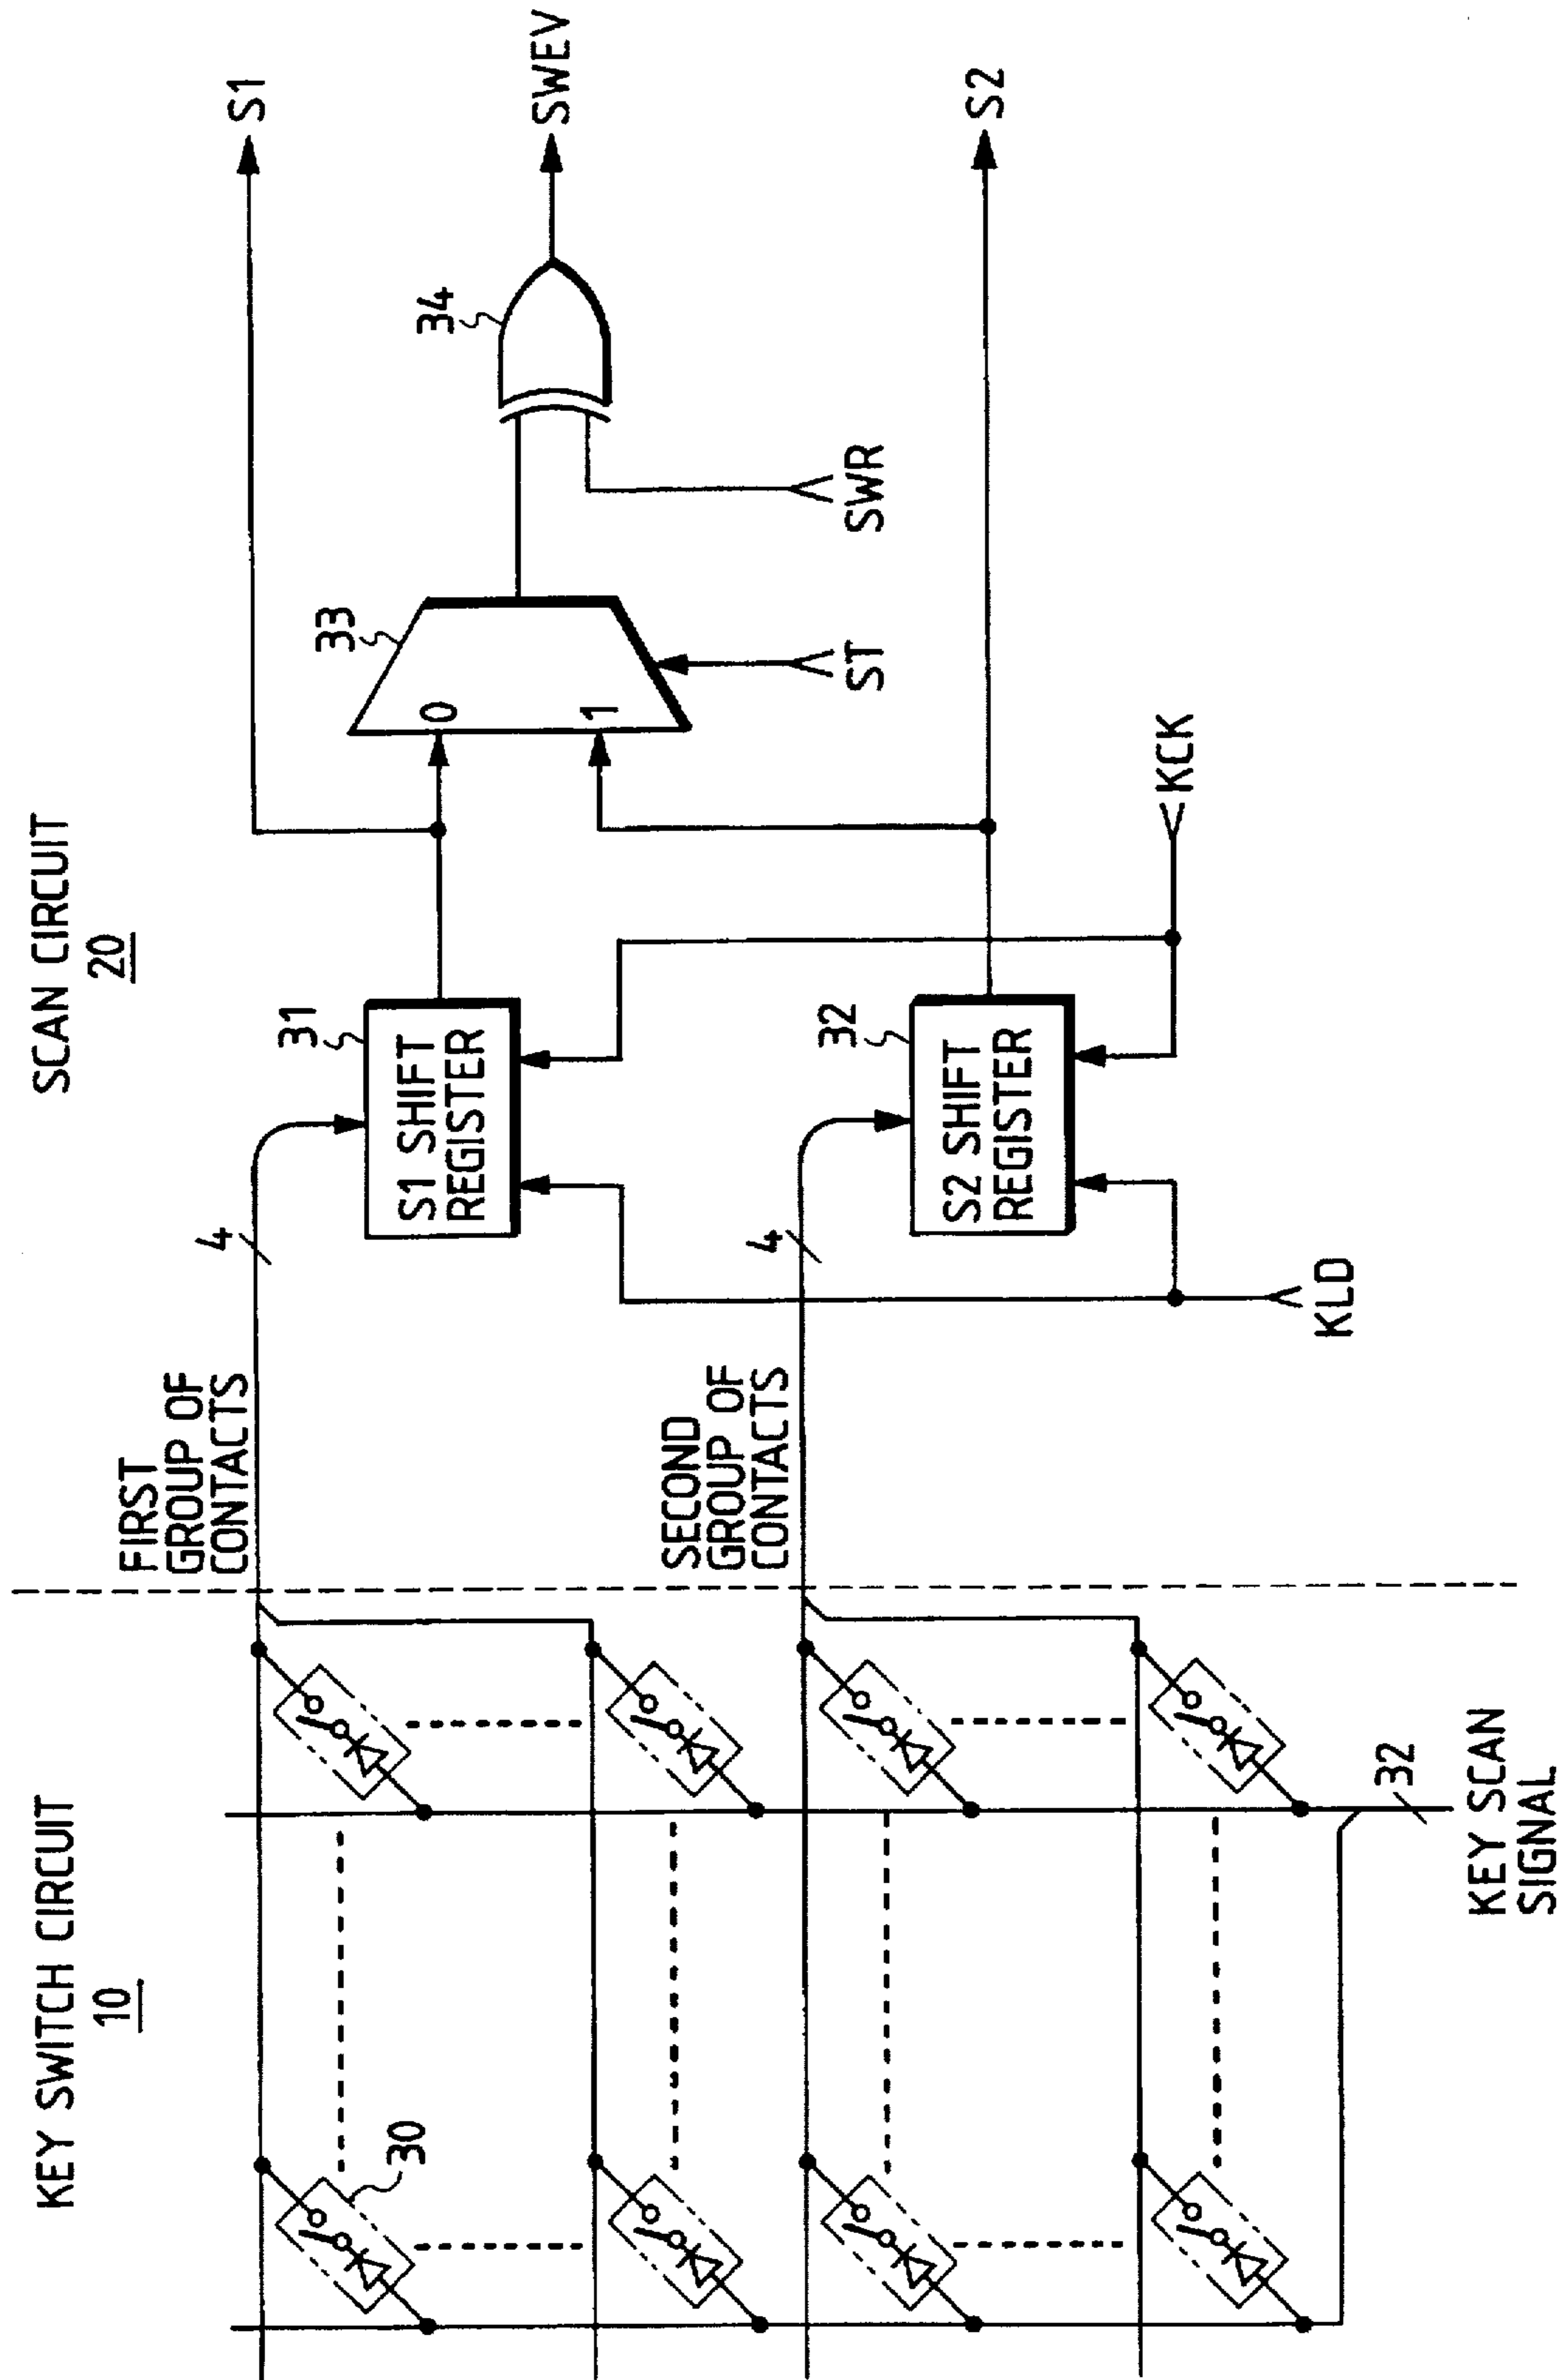 KEY SWITCH CIRCUIT
10
SCAN CIRCUIT
20
FIRST
GROUP OF
CONTACTS
4
31
S1 SHIFT
REGISTER
33
0
1
34
S1
SWEV
SWR
ST
30
SECOND
GROUP OF
CONTACTS
4
32
S2 SHIFT
REGISTER
S2
KCK
KLD
32
KEY SCAN
SIGNAL